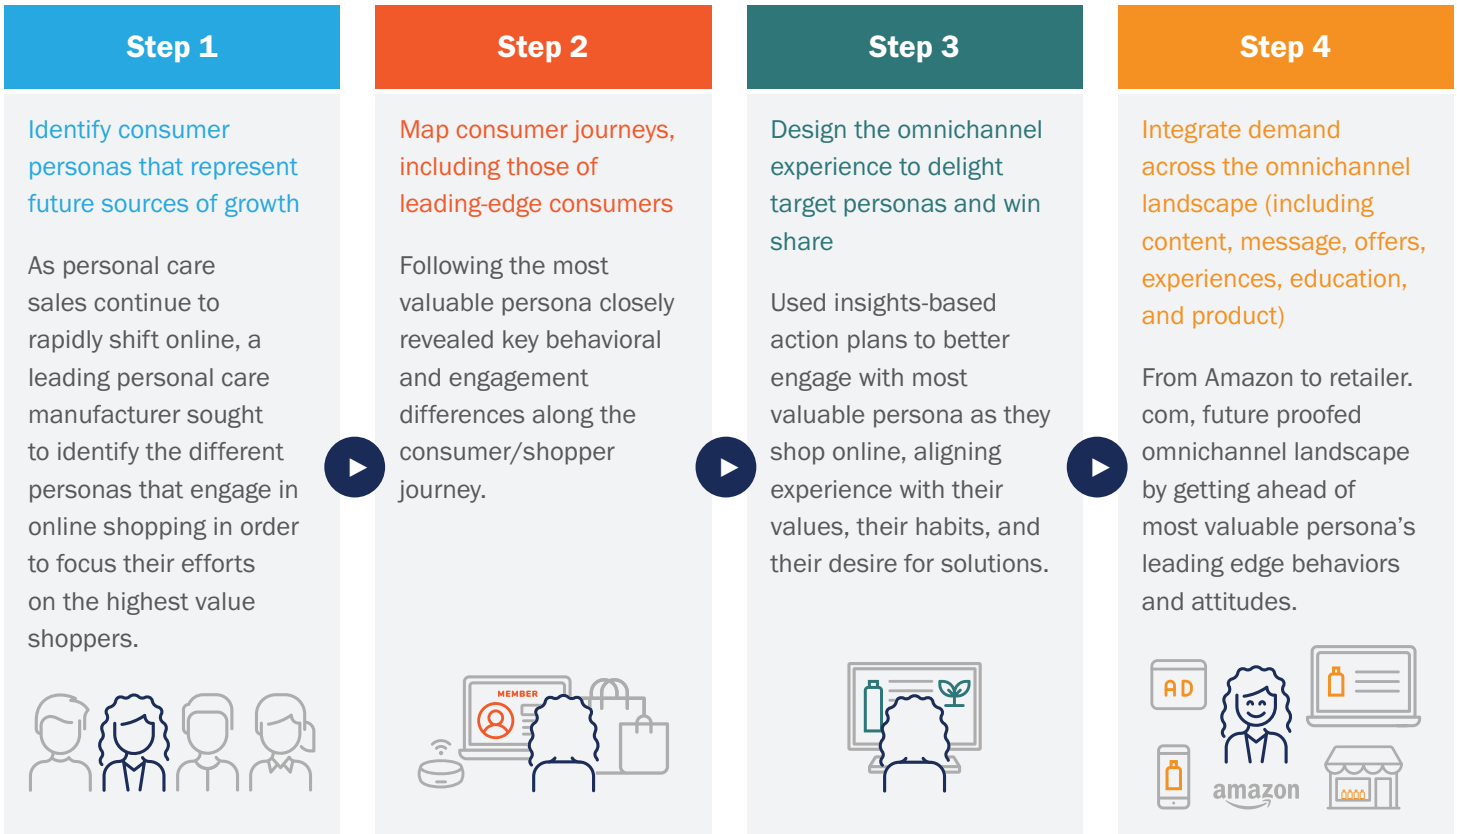 Step 1
Identify consumer
personas that represent
future sources of growth
As personal care
sales continue to
rapidly shift online, a
leading personal care
manufacturer sought
to identify the different
personas that engage in
online shopping in order
to focus their efforts
on the highest value
shoppers.
Step 2
Map consumer journeys,
including those of
leading-edge consumers
Following the most
valuable persona closely
revealed key behavioral
and engagement
differences along the
consumer/shopper
journey.
MEMBER
Step 3
Design the omnichannel
experience to delight
target personas and win
share
Used insights-based
action plans to better
engage with most
valuable persona as they
shop online, aligning
experience with their
values, their habits, and
their desire for solutions.
Step 4
Integrate demand
across the omnichannel
landscape (including
content, message, offers,
experiences, education,
and product)
From Amazon to retailer.
com, future proofed
omnichannel landscape
by getting ahead of
most valuable persona’s
leading edge behaviors
and attitudes.
AD
amazon